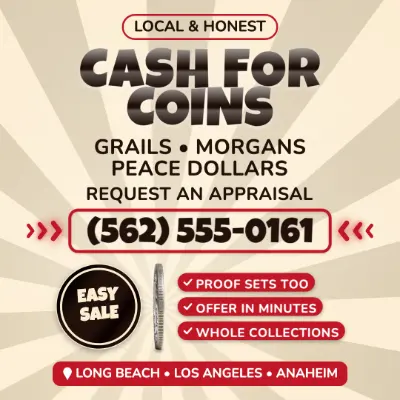 LOCAL & HONEST
CASH FOR
COINS
GRAILS • MORGANS
PEACE DOLLARS
REQUEST AN APPRAISAL
(562) 555-0161
EASY
SALE
PROOF SETS TOO
OFFER IN MINUTES
WHOLE COLLECTIONS
LONG BEACH • LOS ANGELES • ANAHEIM